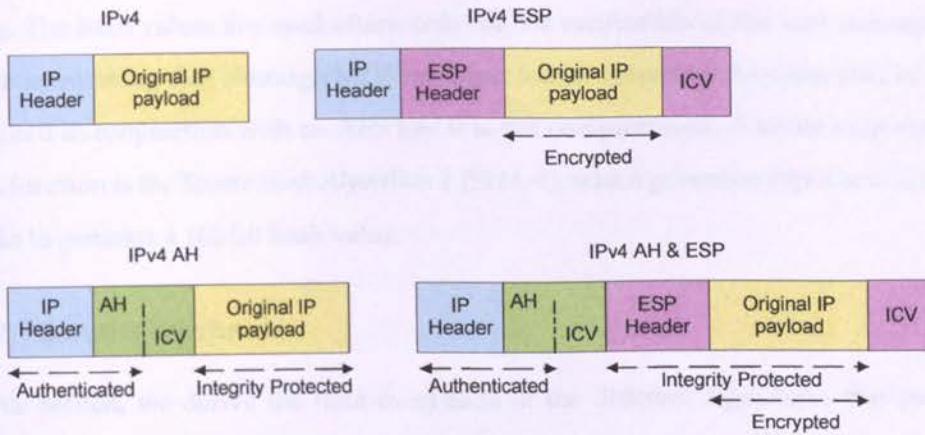 IPv4
IP Header
Original IP payload
IPv4 ESP
IP Header
ESP Header
Original IP payload
ICV
Encrypted
IPv4 AH
IP Header
AH
ICV
Original IP payload
Authenticated
Integrity Protected
IPv4 AH & ESP
IP Header
AH
ICV
ESP Header
Original IP payload
ICV
Authenticated
Integrity Protected
Encrypted